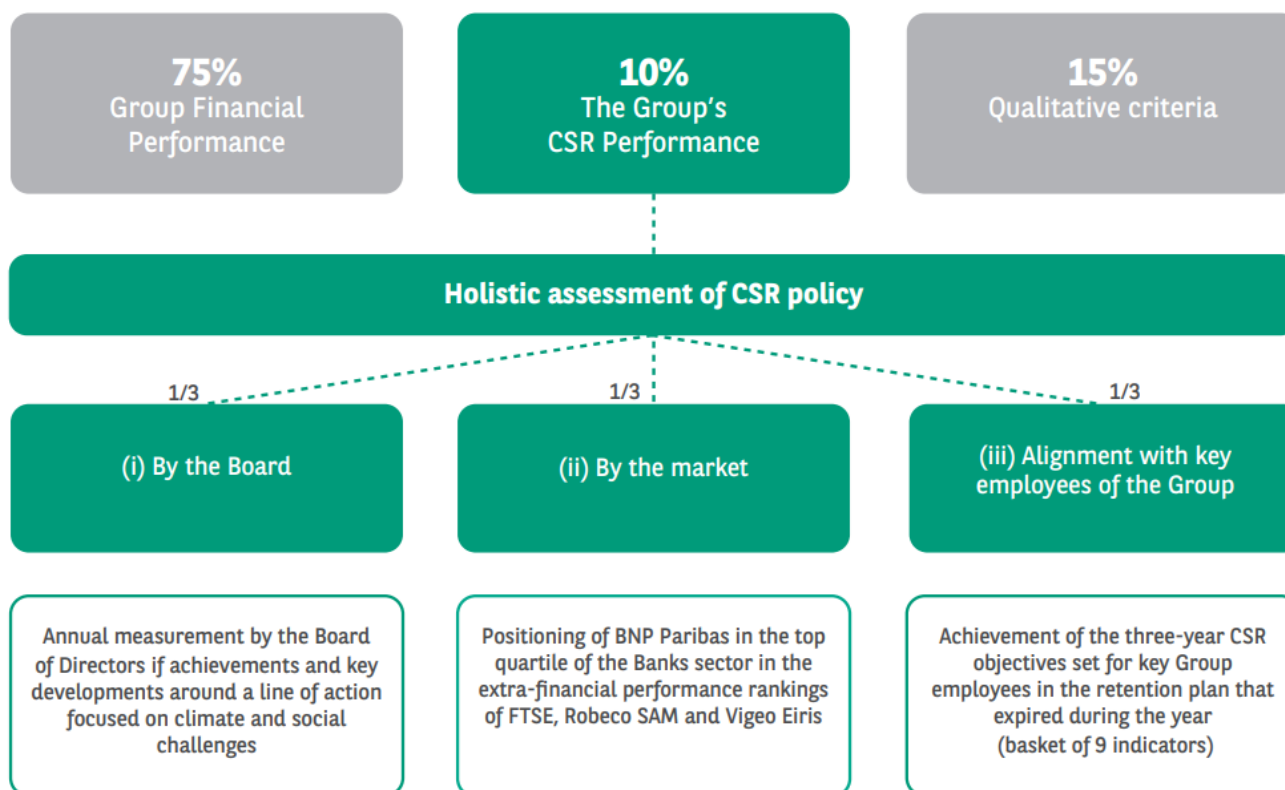 75%
Group Financial
Performance
10%
The Group's
CSR Performance
15%
Qualitative criteria
Holistic assessment of CSR policy
1/3
1/3
1/3
(i) By the Board
(ii) By the market
(iii) Alignment with key
employees of the Group
Annual measurement by the Board
of Directors if achievements and key
developments around a line of action
focused on climate and social
challenges
Positioning of BNP Paribas in the top
quartile of the Banks sector in the
extra-financial performance rankings
of FTSE, Robeco SAM and Vigeo Eiris
Achievement of the three-year CSR
objectives set for key Group
employees in the retention plan that
expired during the year
(basket of 9 indicators)